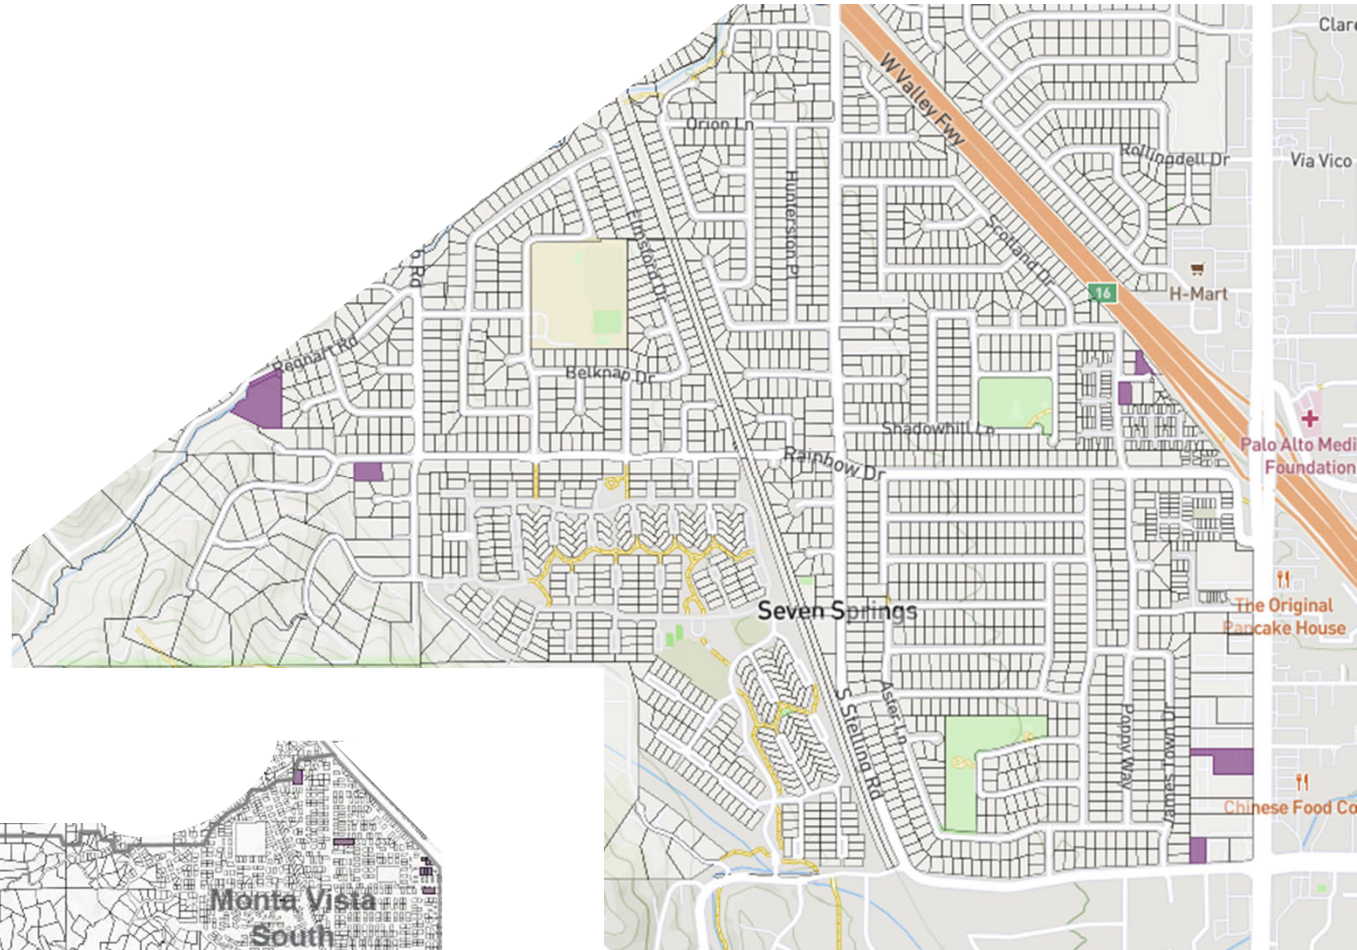 Clare
W Valley Fwy
Orion Ln
Rollingdell Dr
Via Vico
Hunterston Pl
Elmsford Dr
Scotland Dr
Rd
16
H-Mart
Regnart Rd
Belknap Dr
Shadowhill Ln
Palo Alto Medi
Foundation
Rainbow Dr
Seven Springs
The Original
Pancake House
S Stelling Rd
Aster Ln
Poppy Way
James Town Dr
Chinese Food Co
Monta Vista
South